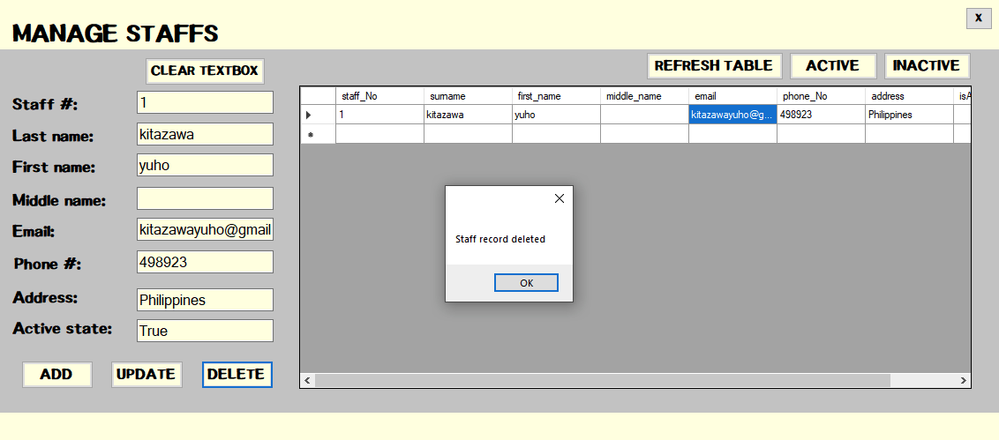 X
MANAGE STAFFS
CLEAR TEXTBOX
REFRESH TABLE ACTIVE INACTIVE
Staff #: 1
Last name: kitazawa
First name: yuho
Middle name:
Email: kitazawayuho@gmail
Phone #: 498923
Address: Philippines
Active state: True
ADD UPDATE DELETE
staff_No surname first_name middle_name email phone_No address isA
1 kitazawa yuho kitazawayuho@g... 498923 Philippines
Staff record deleted
OK